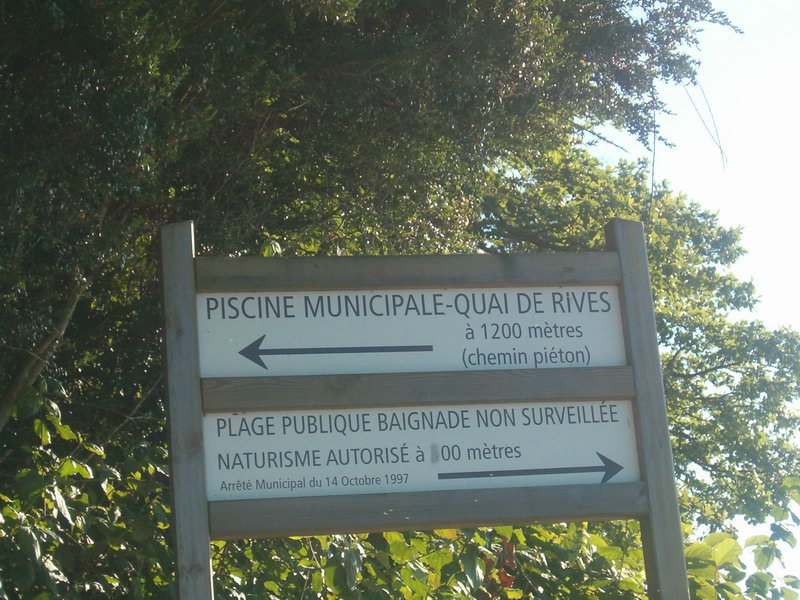 PISCINE MUNICIPALE-QUAI DE RIVES
à 1200 mètres
(chemin piéton)
PLAGE PUBLIQUE BAIGNADE NON SURVEILLÉE
NATURISME AUTORISÉ à 00 mètres
Arrêté Municipal du 14 Octobre 1997